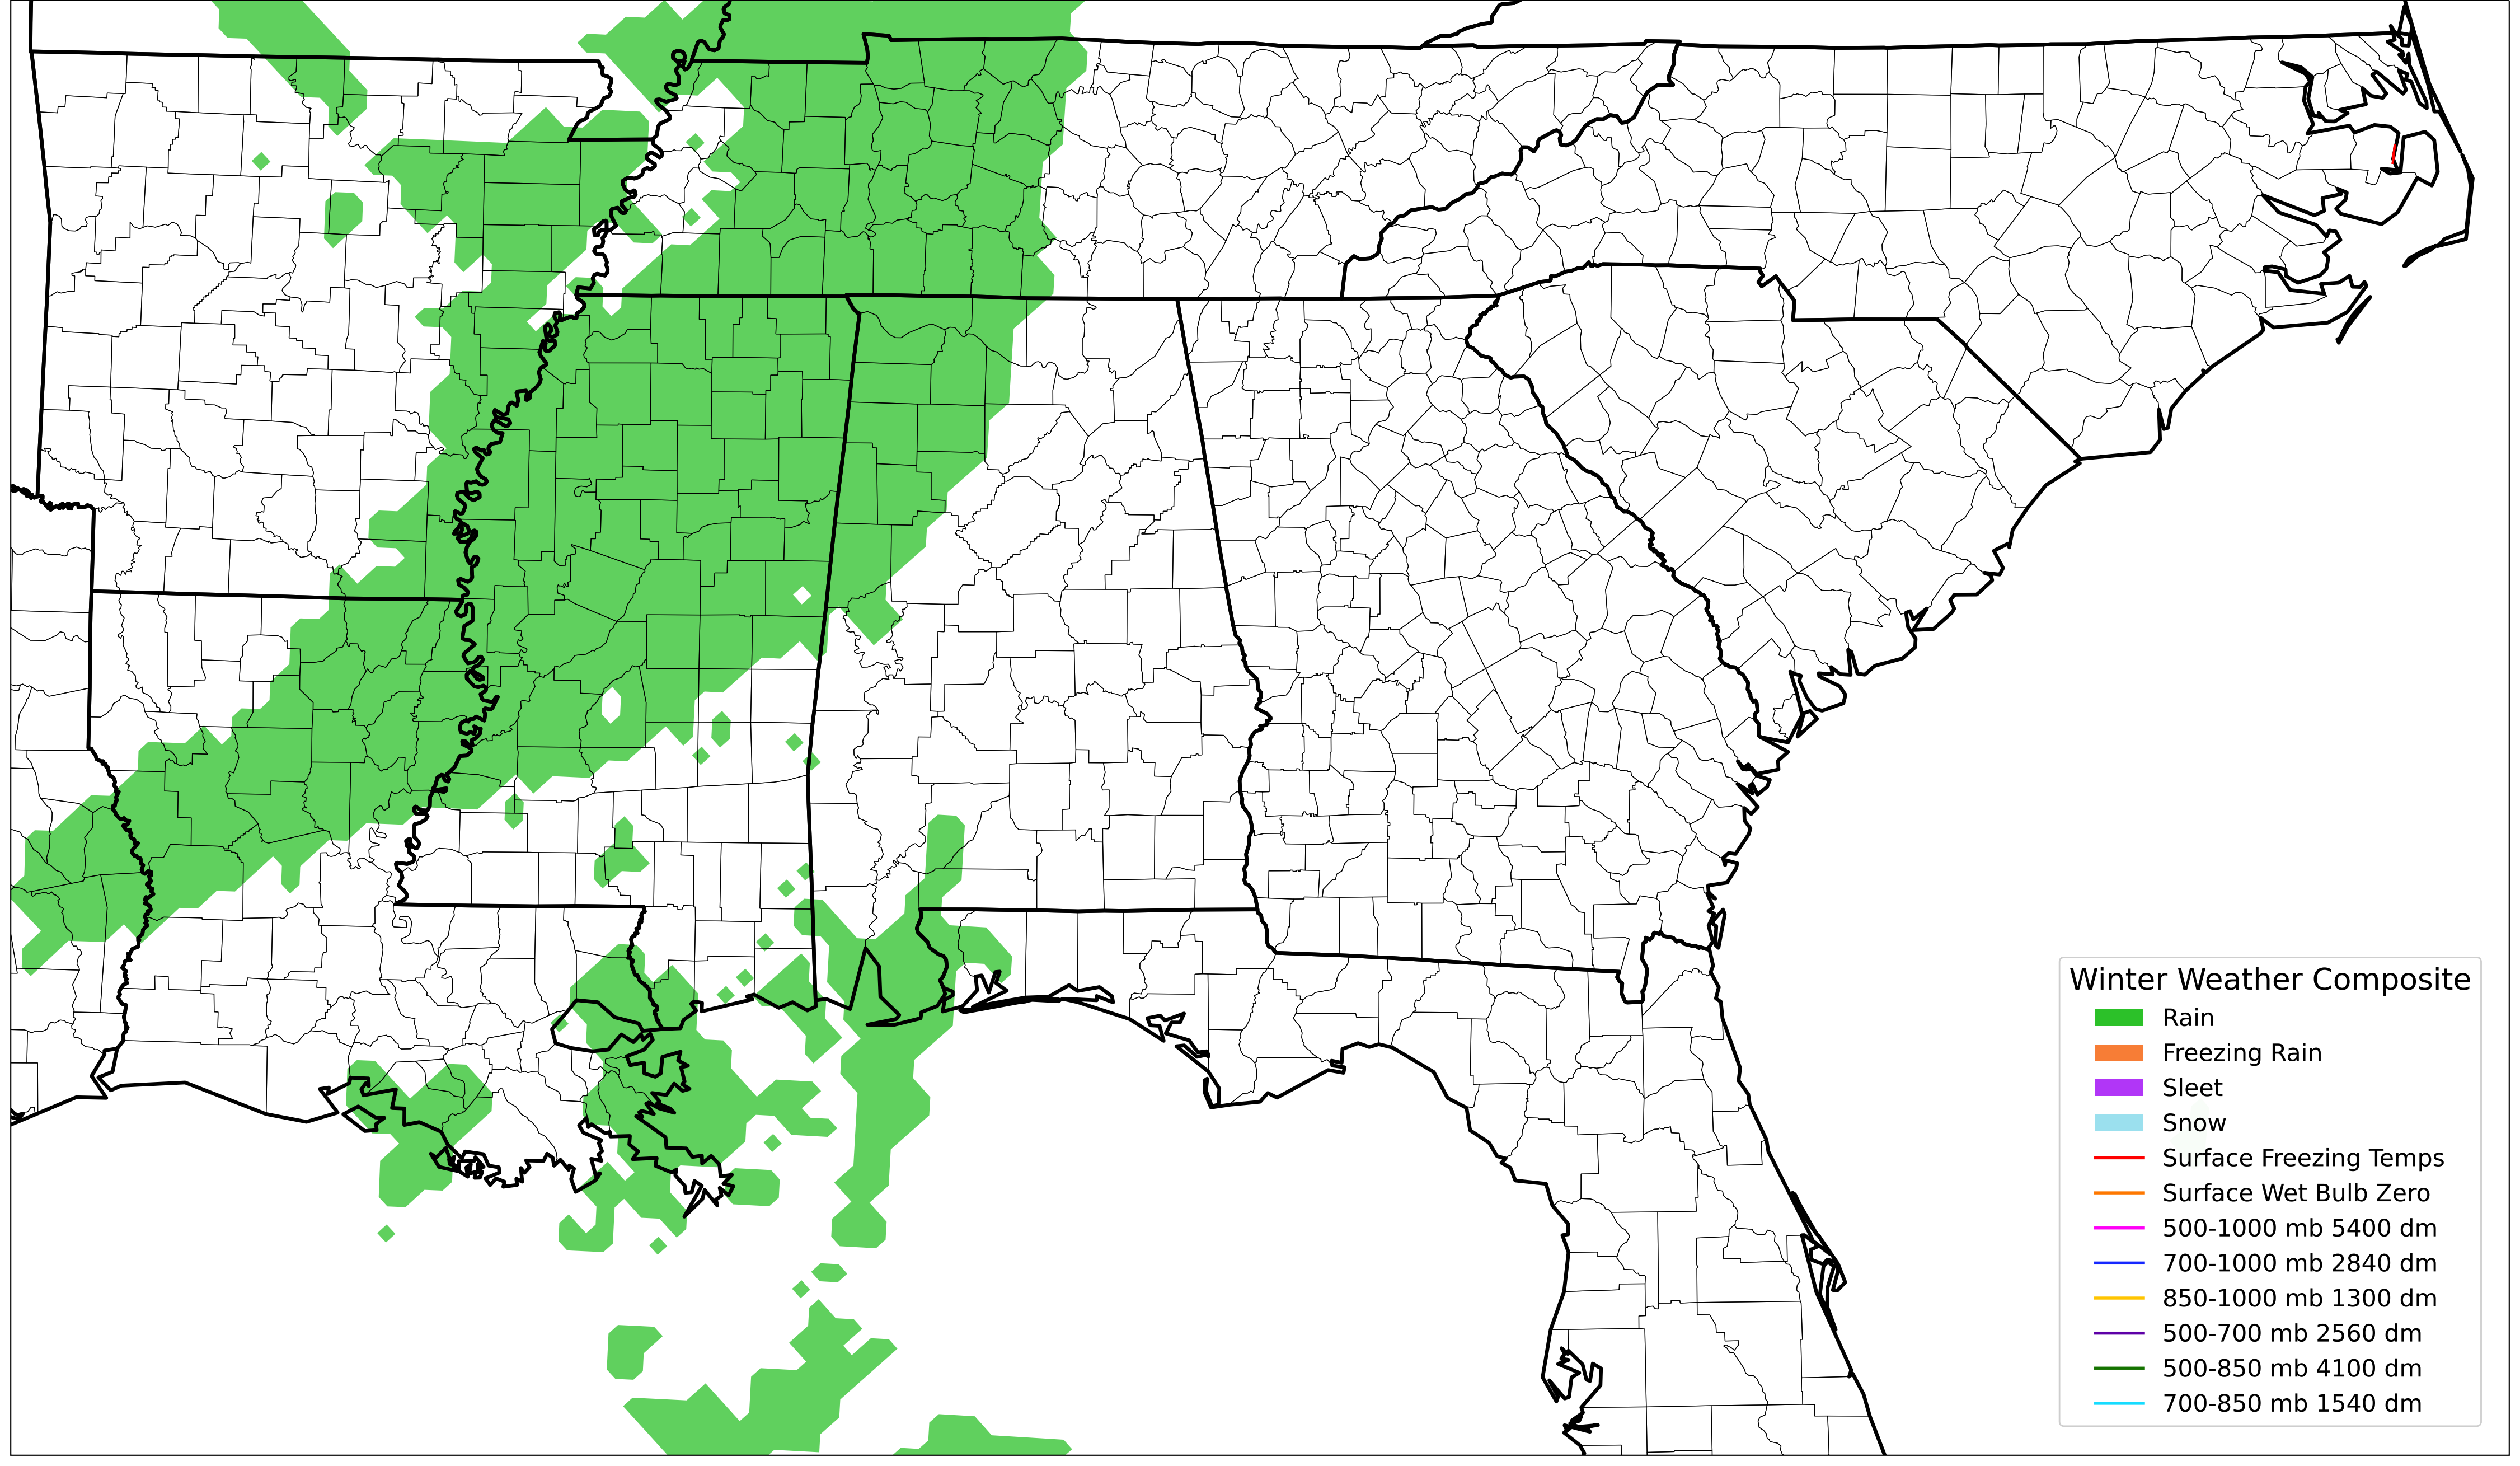 Winter Weather Composite
Rain
Freezing Rain
Sleet
Snow
Surface Freezing Temps
Surface Wet Bulb Zero
500-1000 mb 5400 dm
700-1000 mb 2840 dm
850-1000 mb 1300 dm
500-700 mb 2560 dm
500-850 mb 4100 dm
700-850 mb 1540 dm